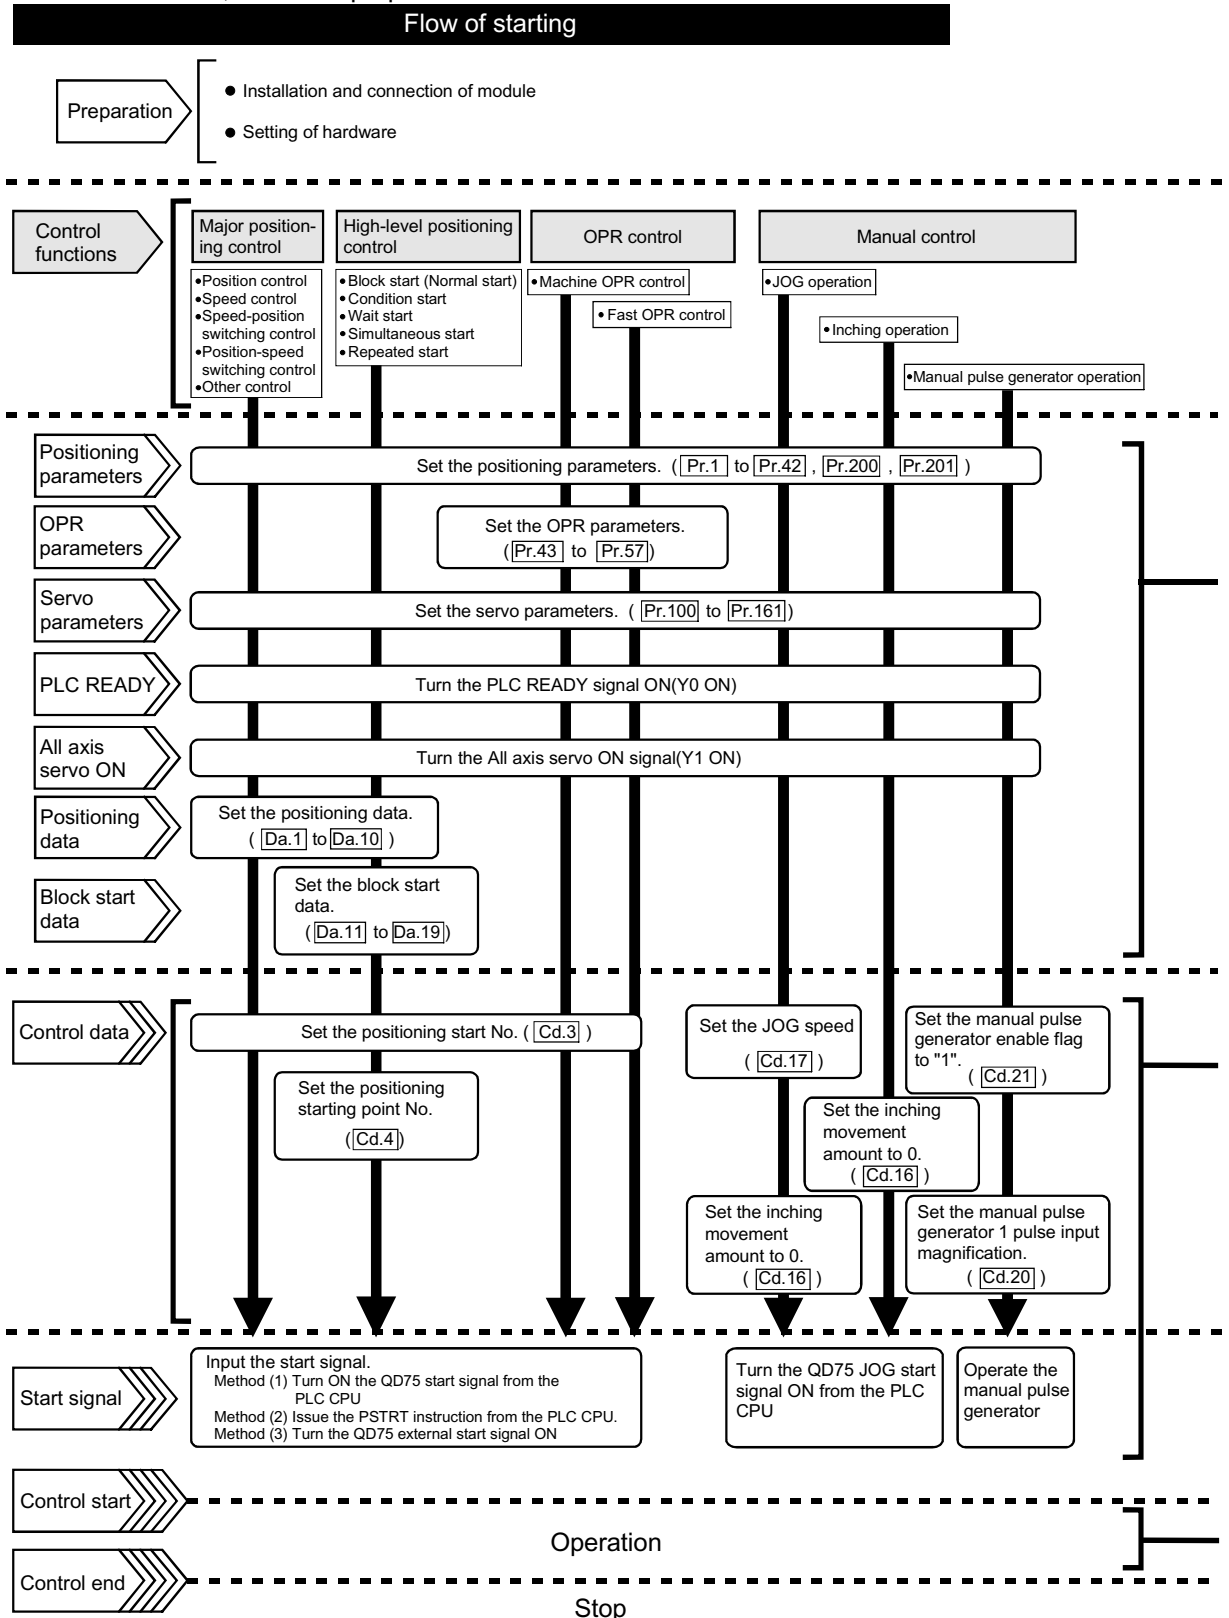 Flow of starting
Preparation
● Installation and connection of module
● Setting of hardware
Control
functions
Major position-
ing control
•Position control
•Speed control
•Speed-position
switching control
•Position-speed
switching control
•Other control
High-level positioning
control
•Block start (Normal start)
•Condition start
•Wait start
•Simultaneous start
•Repeated start
OPR control
•Machine OPR control
•Fast OPR control
Manual control
•JOG operation
•Inching operation
•Manual pulse generator operation
Positioning
parameters
Set the positioning parameters. ( Pr.1 to Pr.42 , Pr.200 , Pr.201 )
OPR
parameters
Set the OPR parameters.
( Pr.43 to Pr.57 )
Servo
parameters
Set the servo parameters. ( Pr.100 to Pr.161 )
PLC READY
Turn the PLC READY signal ON(Y0 ON)
All axis
servo ON
Turn the All axis servo ON signal(Y1 ON)
Positioning
data
Set the positioning data.
( Da.1 to Da.10 )
Block start
data
Set the block start
data.
( Da.11 to Da.19 )
Control data
Set the positioning start No. ( Cd.3 )
Set the positioning
starting point No.
( Cd.4 )
Set the JOG speed
( Cd.17 )
Set the inching
movement
amount to 0.
( Cd.16 )
Set the inching
movement
amount to 0.
( Cd.16 )
Set the manual pulse
generator enable flag
to "1".
( Cd.21 )
Set the manual pulse
generator 1 pulse input
magnification.
( Cd.20 )
Start signal
Input the start signal.
Method (1) Turn ON the QD75 start signal from the
PLC CPU
Method (2) Issue the PSTRT instruction from the PLC CPU.
Method (3) Turn the QD75 external start signal ON
Turn the QD75 JOG start
signal ON from the PLC
CPU
Operate the
manual pulse
generator
Control start
Operation
Control end
Stop